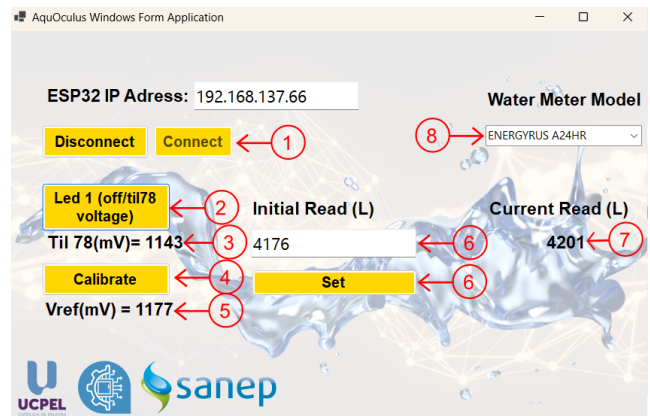 AquOculus Windows Form Application
ESP32 IP Adress: 192.168.137.66
Water Meter Model
Disconnect
Connect
1
8
ENERGYRUS A24HR
Led 1 (off/til78
voltage)
2
Initial Read (L)
Current Read (L)
Til 78(mV)= 1143
3
4176
6
4201
7
Calibrate
4
Set
6
Vref(mV) = 1177
5
UCPEL
sanep